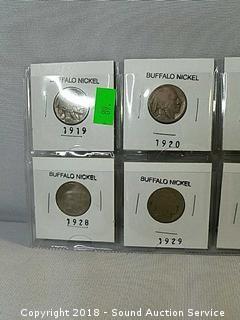 BUFFALO NICKEL BUFFALO NICKEL
1919 1920
BUFFALO NICKEL BUFFALO NICKEL
1928 1929
Copyright 2018 - Sound Auction Service